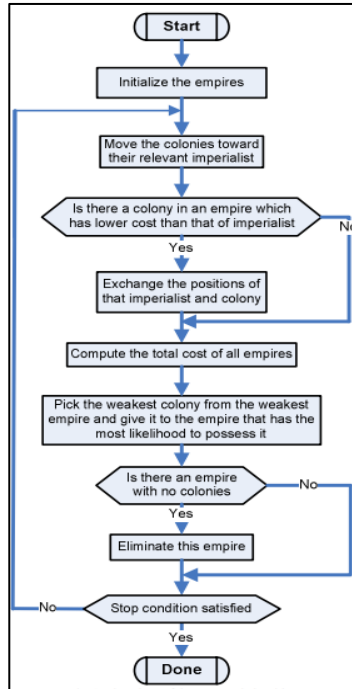 Start
Initialize the empires
Move the colonies toward
their relevant imperialist
Is there a colony in an empire which
has lower cost than that of imperialist
No
Yes
Exchange the positions of
that imperialist and colony
Compute the total cost of all empires
Pick the weakest colony from the weakest
empire and give it to the empire that has the
most likelihood to possess it
Is there an empire
with no colonies
No
Yes
Eliminate this empire
No
Stop condition satisfied
Yes
Done